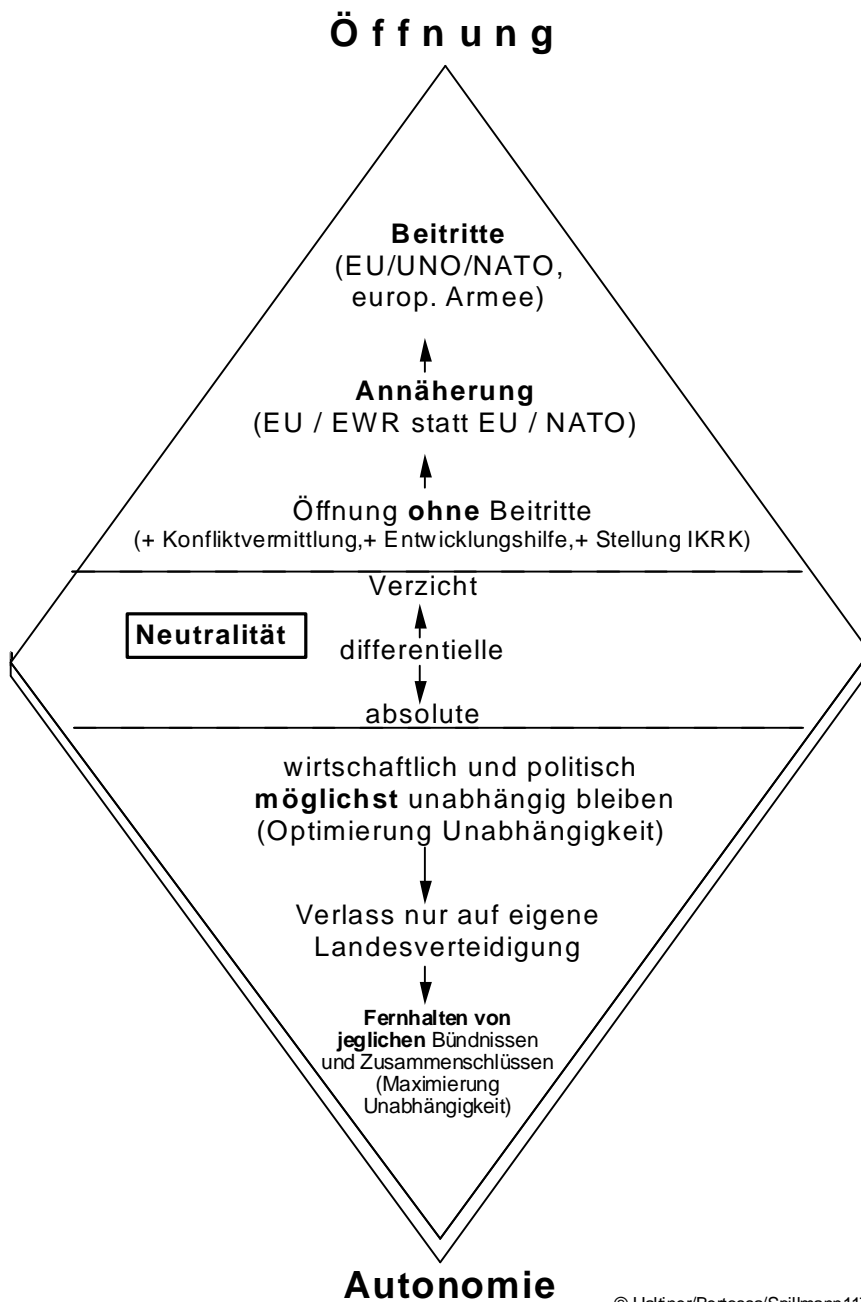 Öffnung
Beitritte
(EU/UNO/NATO,
europ. Armee)
Annäherung
(EU / EWR statt EU / NATO)
Öffnung ohne Beitritte
(+ Konfliktvermittlung,+ Entwicklungshilfe,+ Stellung IKRK)
Verzicht
Neutralität
differentielle
absolute
wirtschaftlich und politisch
möglichst unabhängig bleiben
(Optimierung Unabhängigkeit)
Verlass nur auf eigene
Landesverteidigung
Fernhalten von
jeglichen Bündnissen
und Zusammenschlüssen
(Maximierung
Unabhängigkeit)
Autonomie